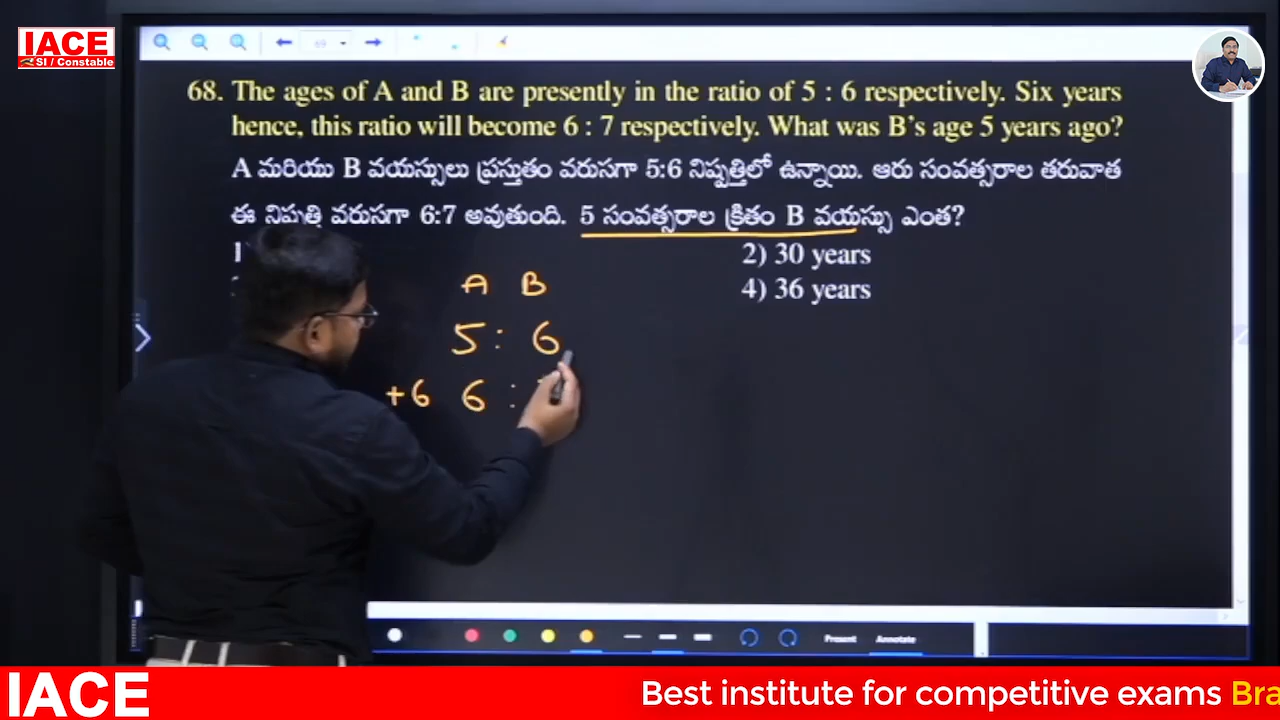 IACE
SI / Constable
69
68. The ages of A and B are presently in the ratio of 5 : 6 respectively. Six years
hence, this ratio will become 6 : 7 respectively. What was B's age 5 years ago?
A మరియు B వయస్సులు ప్రస్తుతం వరుసగా 5:6 నిష్పత్తిలో ఉన్నాయి. ఆరు సంవత్సరాల తరువాత
ఈ నిష్పత్తి వరుసగా 6:7 అవుతుంది. 5 సంవత్సరాల క్రితం B వయస్సు ఎంత?
2) 30 years
4) 36 years
A B
5 : 6
+6 6 :
Present Annotate
IACE Best institute for competitive exams Bra